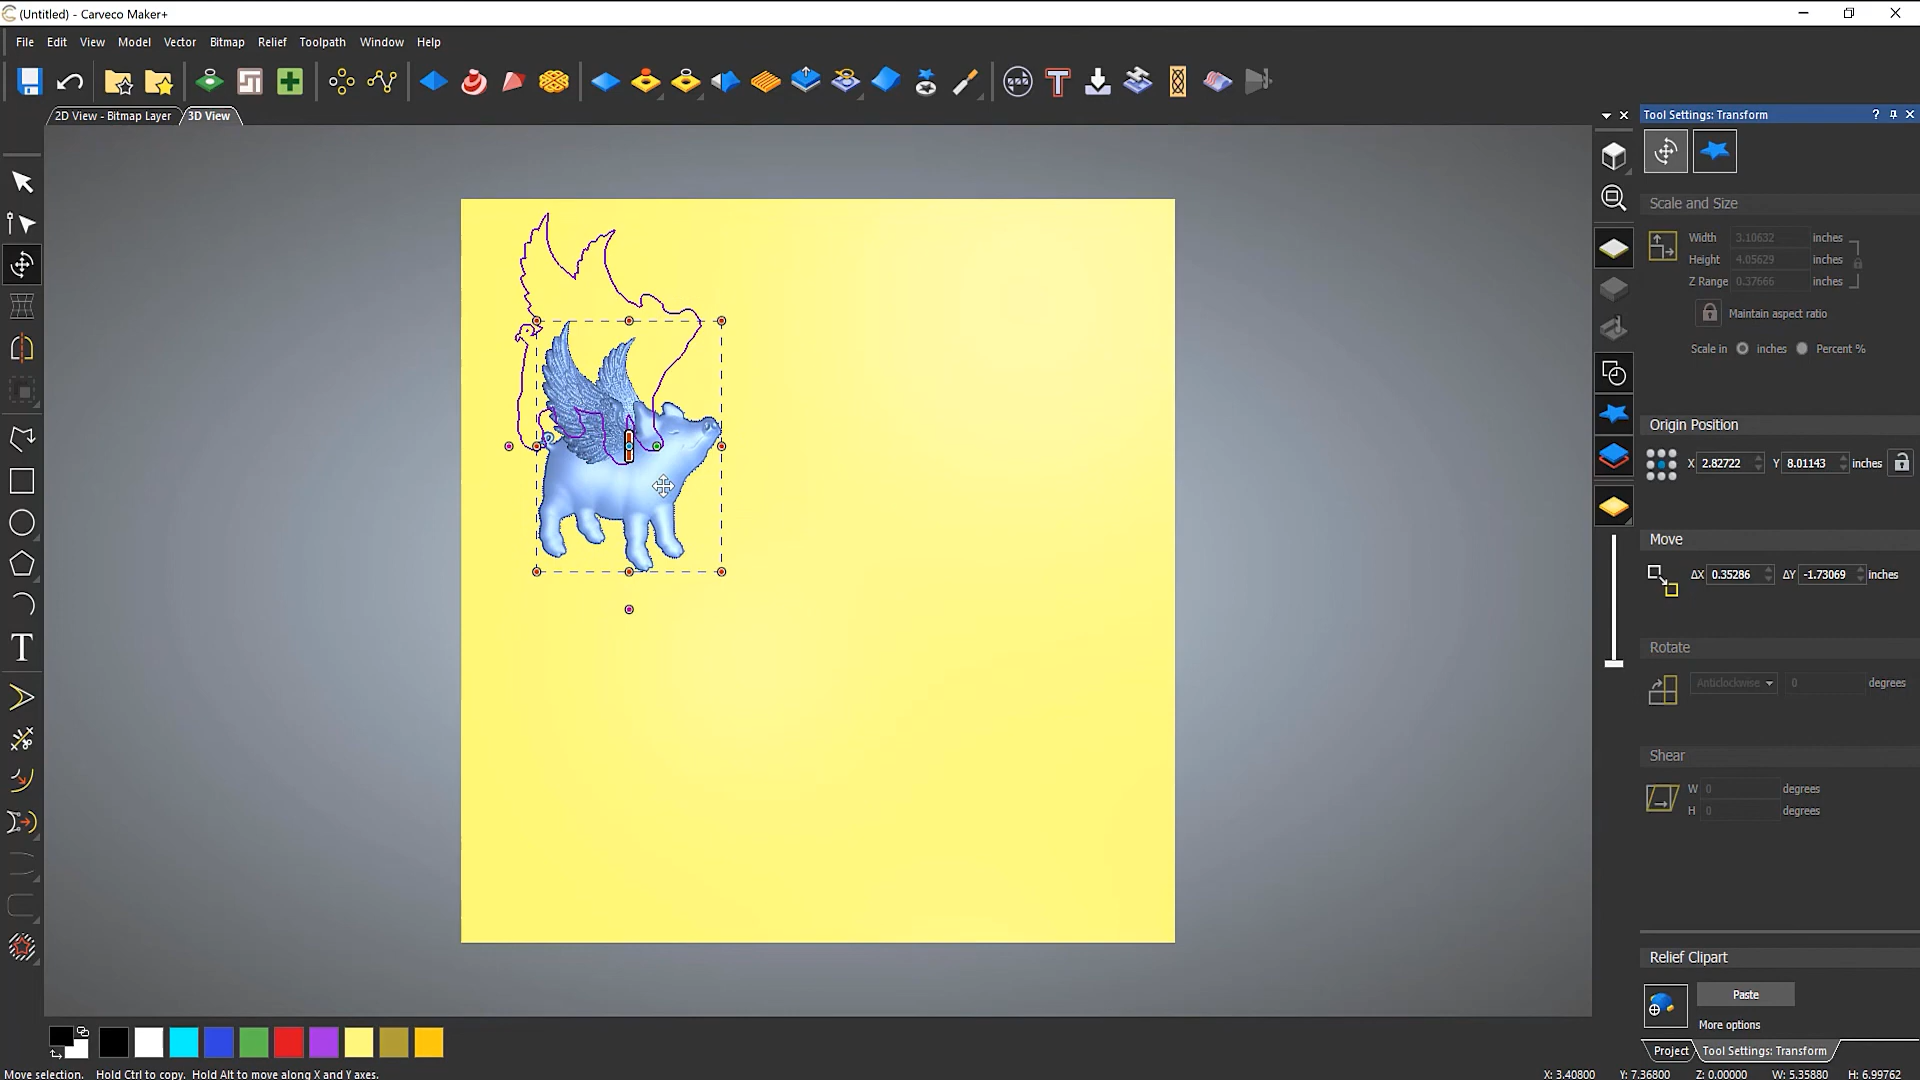 (Untitled) - Carveco Maker+
File Edit View Model Vector Bitmap Relief Toolpath Window Help
2D View - Bitmap Layer 3D View
Tool Settings: Transform
Scale and Size
Width 3.10632 inches
Height 4.05629 inches
Z Range 0.37666 inches
Maintain aspect ratio
Scale in inches Percent %
Origin Position
X 2.82722 Y 8.01143 inches
Move
ΔX 0.35286 ΔY -1.73069 inches
Rotate
Anticlockwise 0 degrees
Shear
W 0 degrees
H 0 degrees
Relief Clipart
Paste
More options
Project Tool Settings: Transform
Move selection. Hold Ctrl to copy. Hold Alt to move along X and Y axes. X: 3.40800 Y: 7.36800 Z: 0.00000 W: 5.35880 H: 6.99762